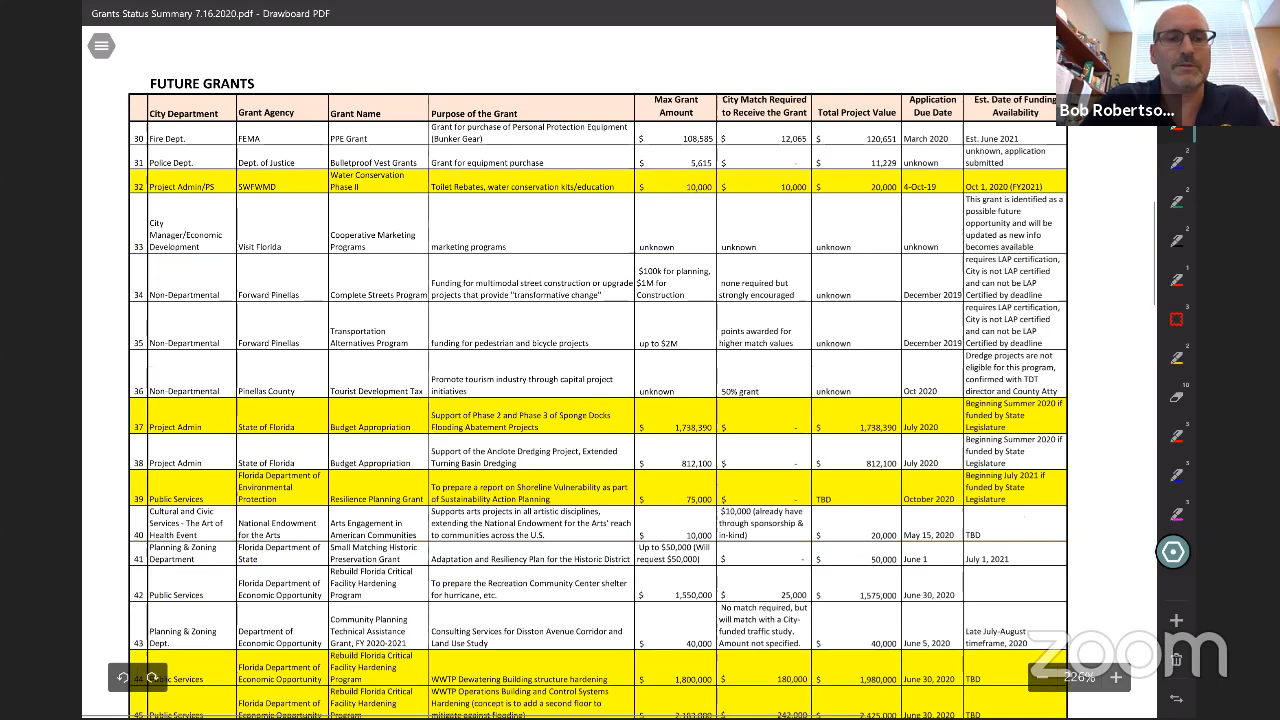 Grants Status Summary 7.16.2020.pdf - Drawboard PDF
Bob Robertso...
FUTURE GRANTS
City Department Grant Agency Grant Name Purpose of the Grant Max Grant Amount City Match Required to Receive the Grant Total Project Value Application Due Date Est. Date of Funding Availability
30 Fire Dept. FEMA PPE Grant Grant for purchase of Personal Protection Equipment (Bunker Gear) $ 108,585 $ 12,065 $ 120,651 March 2020 Est. June 2021
31 Police Dept. Dept. of Justice Bulletproof Vest Grants Grant for equipment purchase $ 5,615 $ - $ 11,229 unknown unknown, application submitted
32 Project Admin/PS SWFWMD Water Conservation Phase II Toilet Rebates, water conservation kits/education $ 10,000 $ 10,000 $ 20,000 4-Oct-19 Oct 1, 2020 (FY2021)
33 City Manager/Economic Development Visit Florida Cooperative Marketing Programs marketing programs unknown unknown unknown unknown This grant is identified as a possible future opportunity and will be updated as new info becomes available
34 Non-Departmental Forward Pinellas Complete Streets Program Funding for multimodal street construction or upgrade projects that provide "transformative change" $100k for planning, $1M for Construction none required but strongly encouraged unknown December 2019 requires LAP certification, City is not LAP certified and can not be LAP Certified by deadline
35 Non-Departmental Forward Pinellas Transportation Alternatives Program funding for pedestrian and bicycle projects up to $2M points awarded for higher match values unknown December 2019 requires LAP certification, City is not LAP certified and can not be LAP Certified by deadline
36 Non-Departmental Pinellas County Tourist Development Tax Promote tourism industry through capital project initiatives unknown 50% grant unknown Oct 2020 Dredge projects are not eligible for this program, confirmed with TDT director and County Atty
37 Project Admin State of Florida Budget Appropriation Support of Phase 2 and Phase 3 of Sponge Docks Flooding Abatement Projects $ 1,738,390 $ - $ 1,738,390 July 2020 Beginning Summer 2020 if funded by State Legislature
38 Project Admin State of Florida Budget Appropriation Support of the Anclote Dredging Project, Extended Turning Basin Dredging $ 812,100 $ - $ 812,100 July 2020 Beginning Summer 2020 if funded by State Legislature
39 Public Services Florida Department of Environmental Protection Resilience Planning Grant To prepare a report on Shoreline Vulnerability as part of Sustainability Action Planning $ 75,000 $ - TBD October 2020 Beginning July 2021 if funded by State Legislature
40 Cultural and Civic Services - The Art of Health Event National Endowment for the Arts Arts Engagement in American Communities Supports arts projects in all artistic disciplines, extending the National Endowment for the Arts' reach to communities across the U.S. $ 10,000 $10,000 (already have through sponsorship & in-kind) $ 20,000 May 15, 2020 TBD
41 Planning & Zoning Department Florida Department of State Small Matching Historic Preservation Grant Adaptation and Resiliency Plan for the Historic District Up to $50,000 (Will request $50,000) $ - $ 50,000 June 1 July 1, 2021
42 Public Services Florida Department of Economic Opportunity Rebuild Florida Critical Facility Hardening Program To prepare the Recreation Community Center shelter for hurricane, etc. $ 1,550,000 $ 25,000 $ 1,575,000 June 30, 2020
43 Planning & Zoning Dept. Department of Economic Opportunity Community Planning Technical Assistance Grant, FY 2020-2021 Consulting Services for Disston Avenue Corridor and Land Use Study $ 40,000 No match required, but will match with a City-funded traffic study. Amount not specified. $ 40,000 June 5, 2020 Late July-August timeframe, 2020
44 Public Services Florida Department of Economic Opportunity Rebuild Florida Critical Facility Hardening Program WWTP Dewatering Building structure hardening $ 1,800,000 $ 180,000 $ 1,980,000 June 30, 2020 TBD
45 Public Services Florida Department of Economic Opportunity Rebuild Florida Critical Facility Hardening Program WWTP Operations Building and Control Systems Hardening (concept is to add a second floor to mitigate against flooding) $ 2,183,000 $ 242,000 $ 2,425,000 June 30, 2020 TBD
zoom
226%